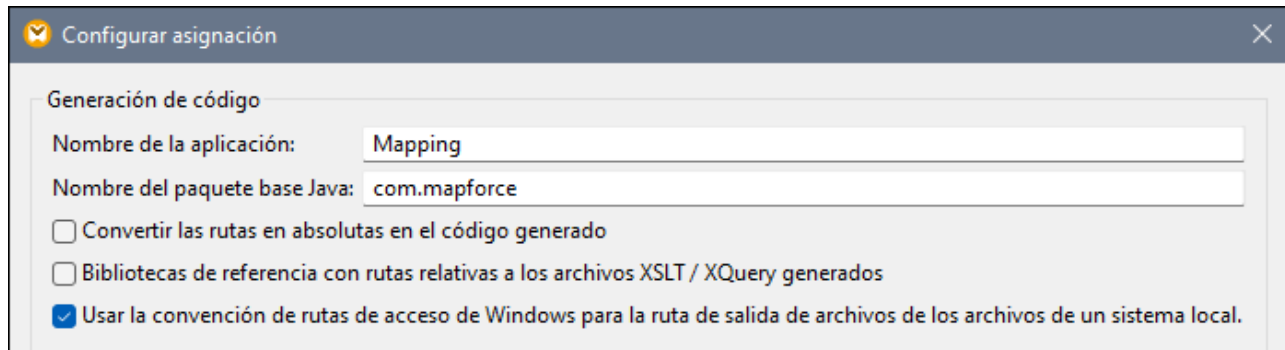 Configurar asignación
Generación de código
Nombre de la aplicación: Mapping
Nombre del paquete base Java: com.mapforce
Convertir las rutas en absolutas en el código generado
Bibliotecas de referencia con rutas relativas a los archivos XSLT / XQuery generados
Usar la convención de rutas de acceso de Windows para la ruta de salida de archivos de los archivos de un sistema local.